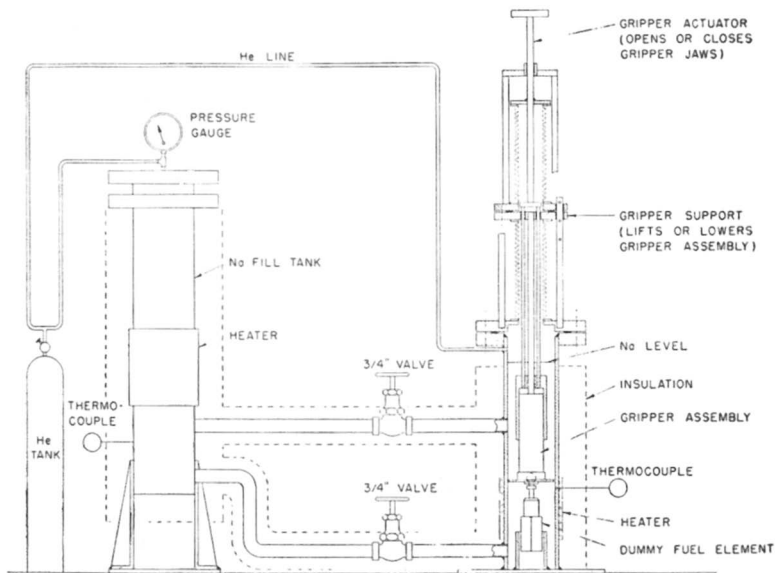 GRIPPER ACTUATOR
(OPENS OR CLOSES
GRIPPER JAWS)
He LINE
PRESSURE
GAUGE
GRIPPER SUPPORT
(LIFTS OR LOWERS
GRIPPER ASSEMBLY)
Na FILL TANK
HEATER
Na LEVEL
3/4" VALVE
INSULATION
THERMO-
COUPLE
GRIPPER ASSEMBLY
He
TANK
THERMOCOUPLE
3/4" VALVE
HEATER
DUMMY FUEL ELEMENT